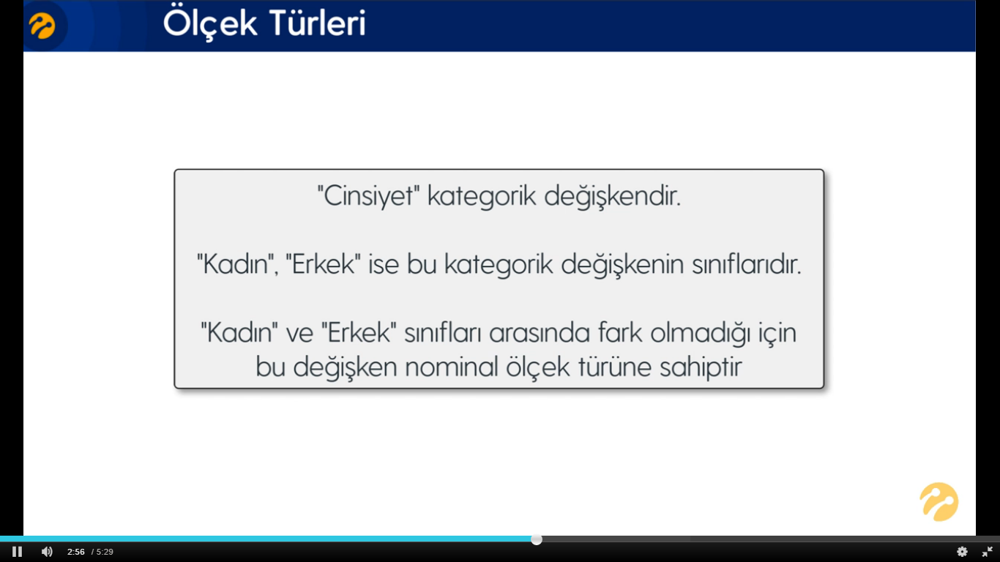 Ölçek Türleri
"Cinsiyet" kategorik değişkendir.
"Kadın", "Erkek" ise bu kategorik değişkenin sınıflarıdır.
"Kadın" ve "Erkek" sınıfları arasında fark olmadığı için
bu değişken nominal ölçek türüne sahiptir
2:56 / 5:29